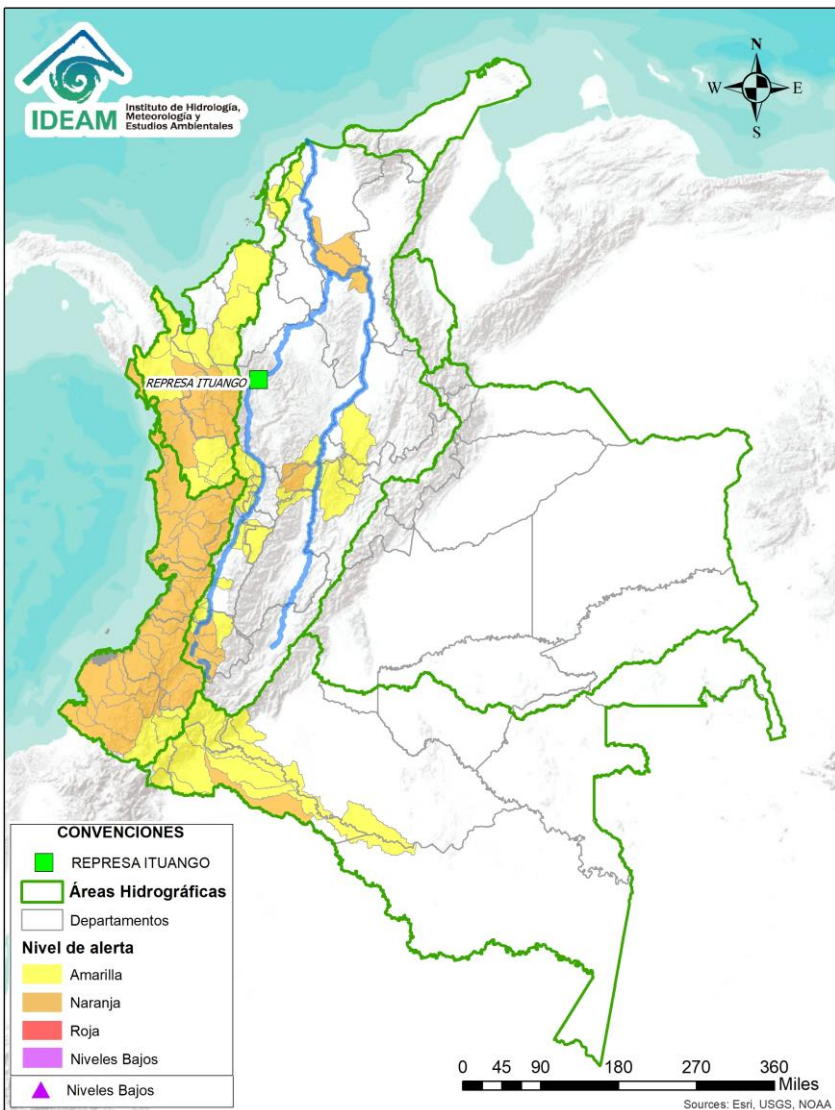 IDEAM
Instituto de Hidrología,
Meteorología y
Estudios Ambientales
N
W E
S
REPRESA ITUANGO
CONVENCIONES
REPRESA ITUANGO
Áreas Hidrográficas
Departamentos
Nivel de alerta
Amarilla
Naranja
Roja
Niveles Bajos
Niveles Bajos
0 45 90 180 270 360
Miles
Sources: Esri, USGS, NOAA